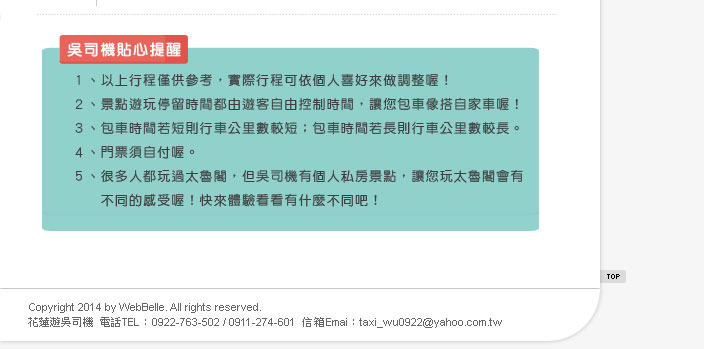 吳司機貼心提醒
1、以上行程僅供參考，實際行程可依個人喜好來做調整喔！
2、景點遊玩停留時間都由遊客自由控制時間，讓您包車像搭自家車喔！
3、包車時間若短則行車公里數較短；包車時間若長則行車公里數較長。
4、門票須自付喔。
5、很多人都玩過太魯閣，但吳司機有個人私房景點，讓您玩太魯閣會有
不同的感受喔！快來體驗看看有什麼不同吧！
TOP
Copyright 2014 by WebBelle. All rights reserved.
花蓮遊吳司機 電話TEL：0922-763-502 / 0911-274-601 信箱Emai：taxi_wu0922@yahoo.com.tw